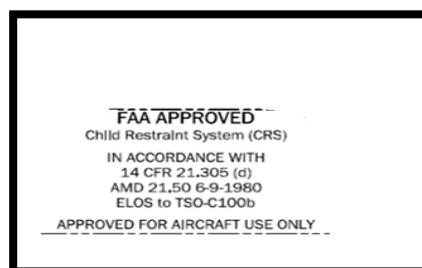 FAA APPROVED
Child Restraint System (CRS)
IN ACCORDANCE WITH
14 CFR 21.305 (d)
AMD 21.50 6-9-1980
ELOS to TSO-C100b
APPROVED FOR AIRCRAFT USE ONLY